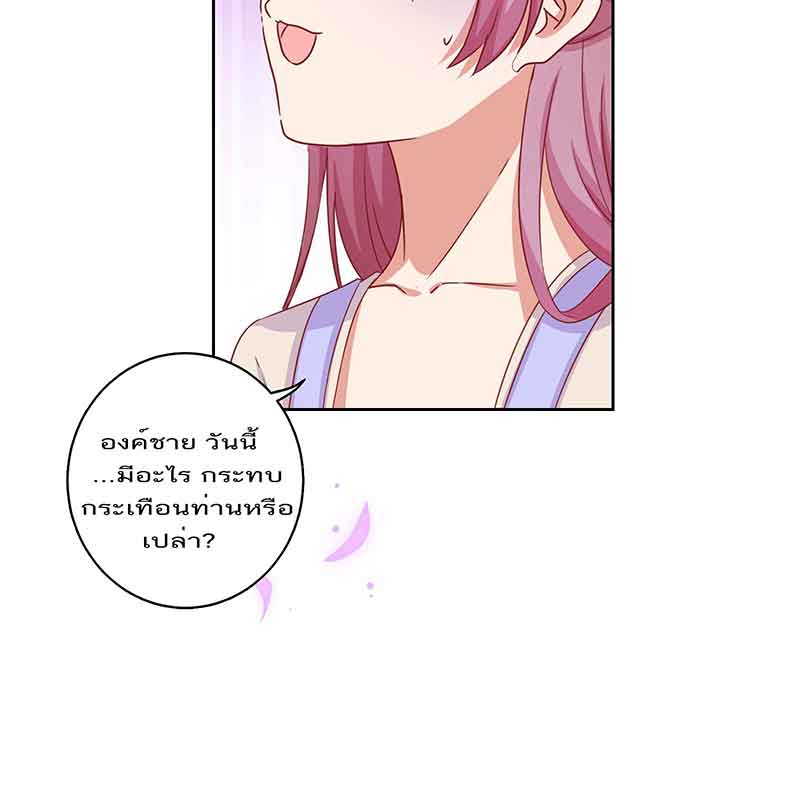 องค์ชาย วันนี้
...มีอะไร กระทบ
กระเทือนท่านหรือ
เปล่า?